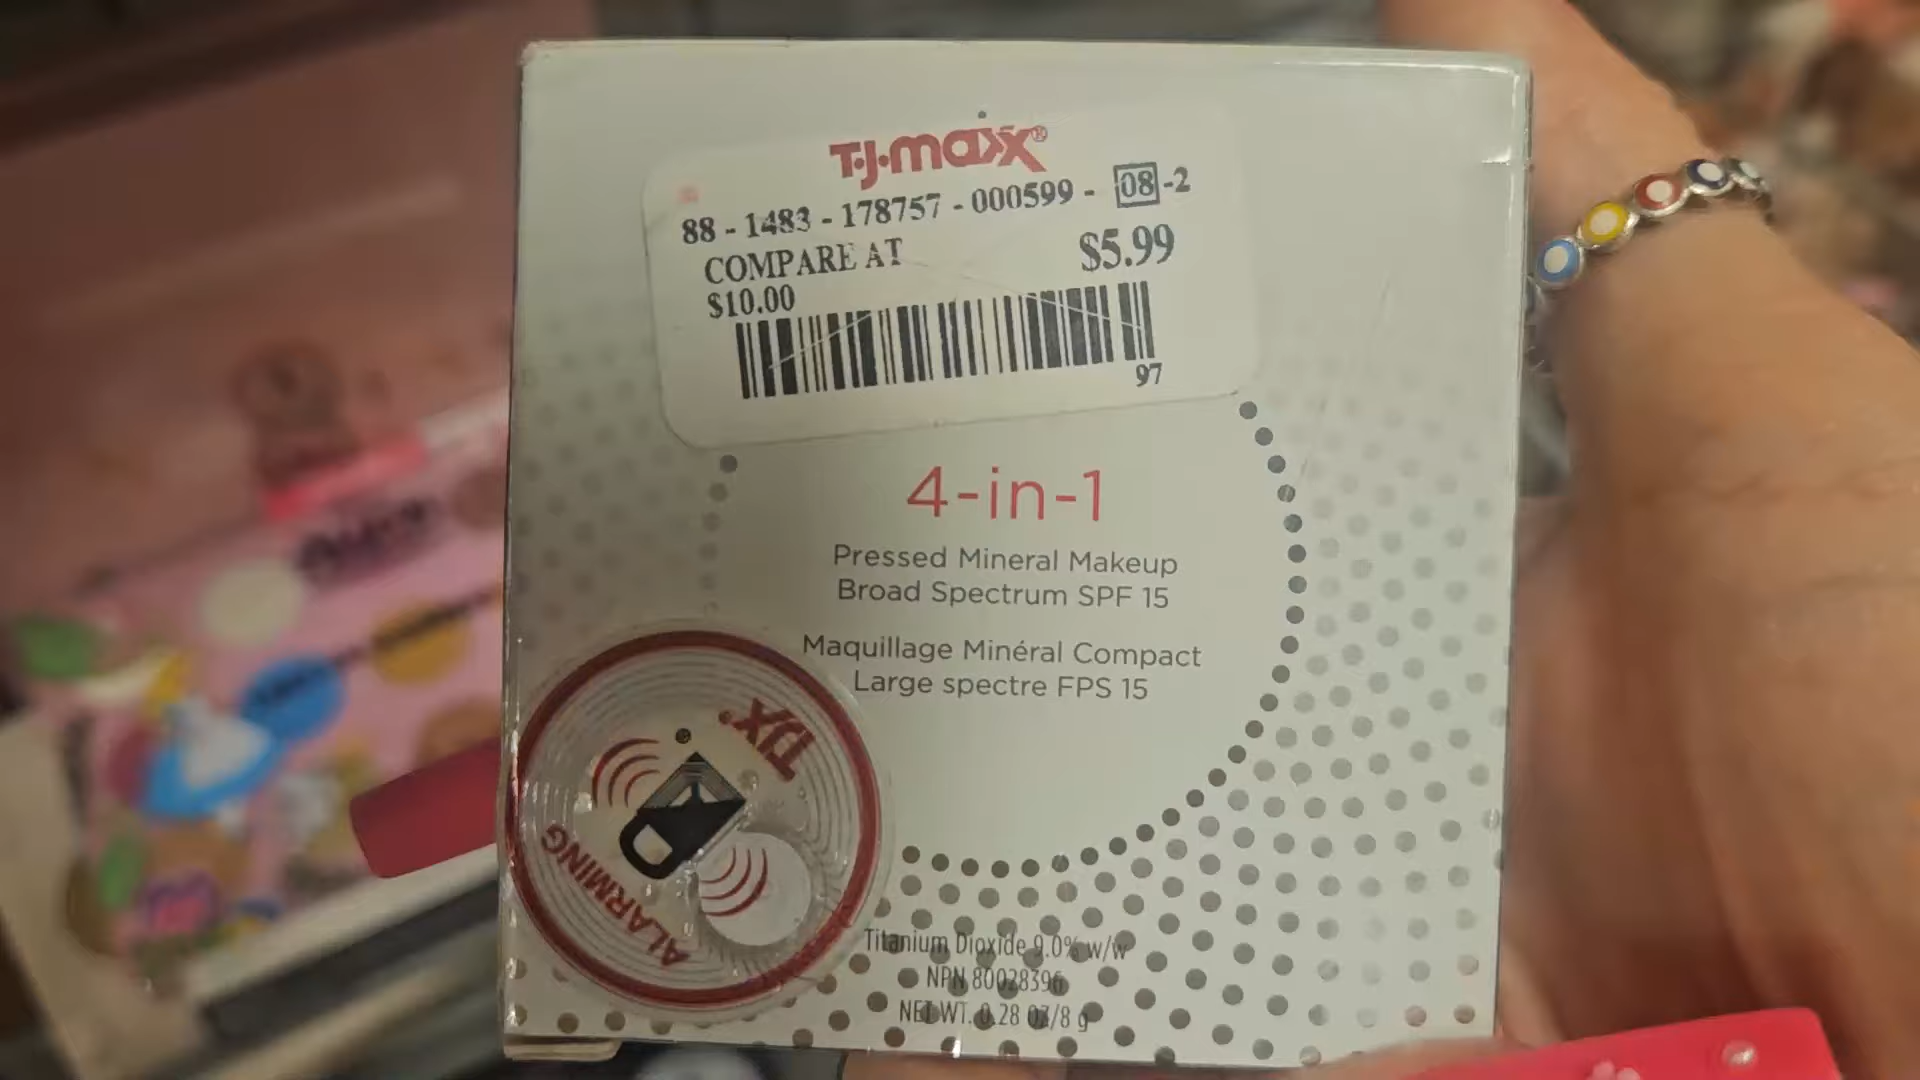 T.J.maxx®
88 - 1483 - 178757 - 000599 - 08 -2
COMPARE AT $5.99
$10.00
97
4-in-1
Pressed Mineral Makeup
Broad Spectrum SPF 15
Maquillage Minéral Compact
Large spectre FPS 15
TJX®
ALARMING
Titanium Dioxide 9.0% w/w
NPN 80028396
NET WT. 0.28 OZ/8 g